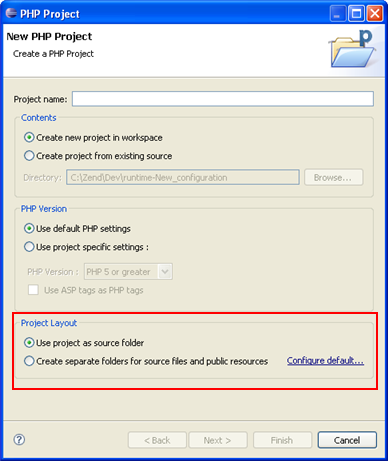 PHP Project
New PHP Project
Create a PHP Project
Project name:
Contents
Create new project in workspace
Create project from existing source
Directory: C:\Zend\Dev\runtime-New_configuration Browse...
PHP Version
Use default PHP settings
Use project specific settings :
PHP Version : PHP 5 or greater
Use ASP tags as PHP tags
Project Layout
Use project as source folder
Create separate folders for source files and public resources Configure default...
? < Back Next > Finish Cancel